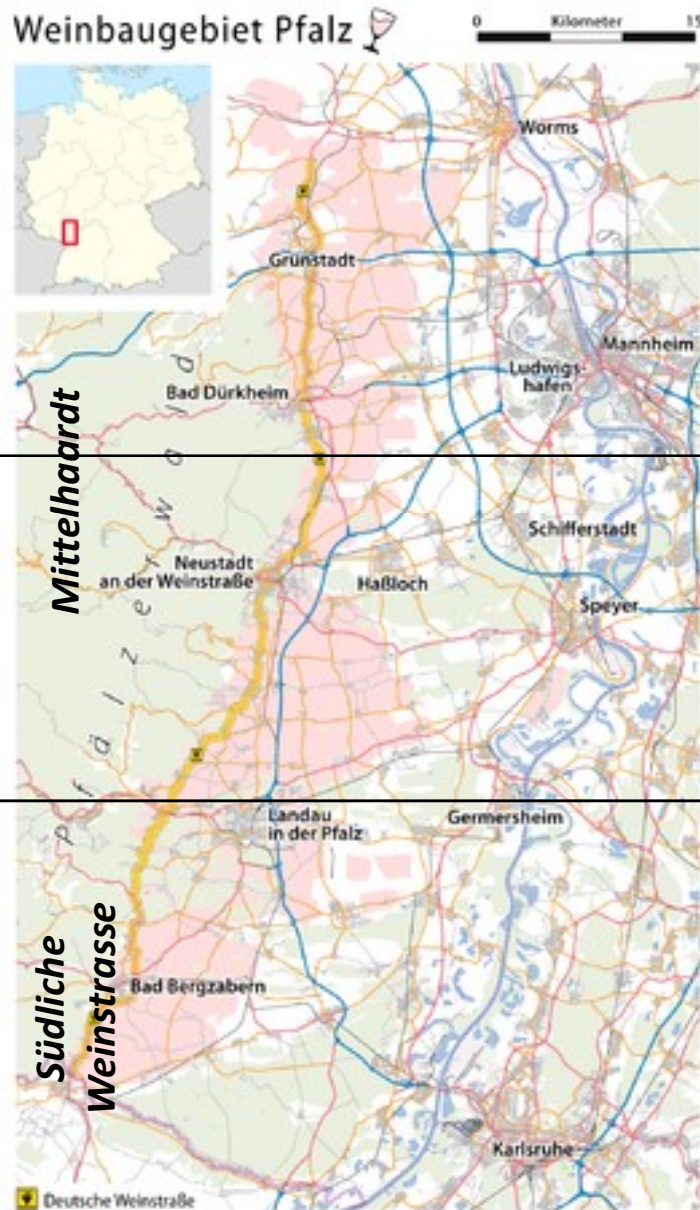 Weinbaugebiet Pfalz
0 Kilometer 15
Worms
Grünstadt
Mannheim
Ludwigs-
hafen
Bad Dürkheim
Mittelhaardt
Pfälzerwald
Schifferstadt
Neustadt
an der Weinstraße
Haßloch
Speyer
Landau
in der Pfalz
Germersheim
Südliche
Weinstrasse
Bad Bergzabern
Karlsruhe
Deutsche Weinstraße